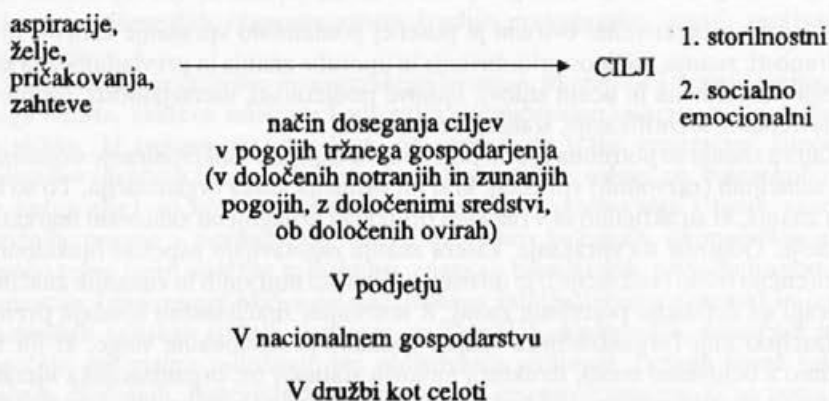 aspiracije,
želje,
pričakovanja,
zahteve
CILJI
1. storilnostni
2. socialno
emocionalni
način doseganja ciljev
v pogojih tržnega gospodarjenja
(v določenih notranjih in zunanjih
pogojih, z določenimi sredstvi,
ob določenih ovirah)
V podjetju
V nacionalnem gospodarstvu
V družbi kot celoti